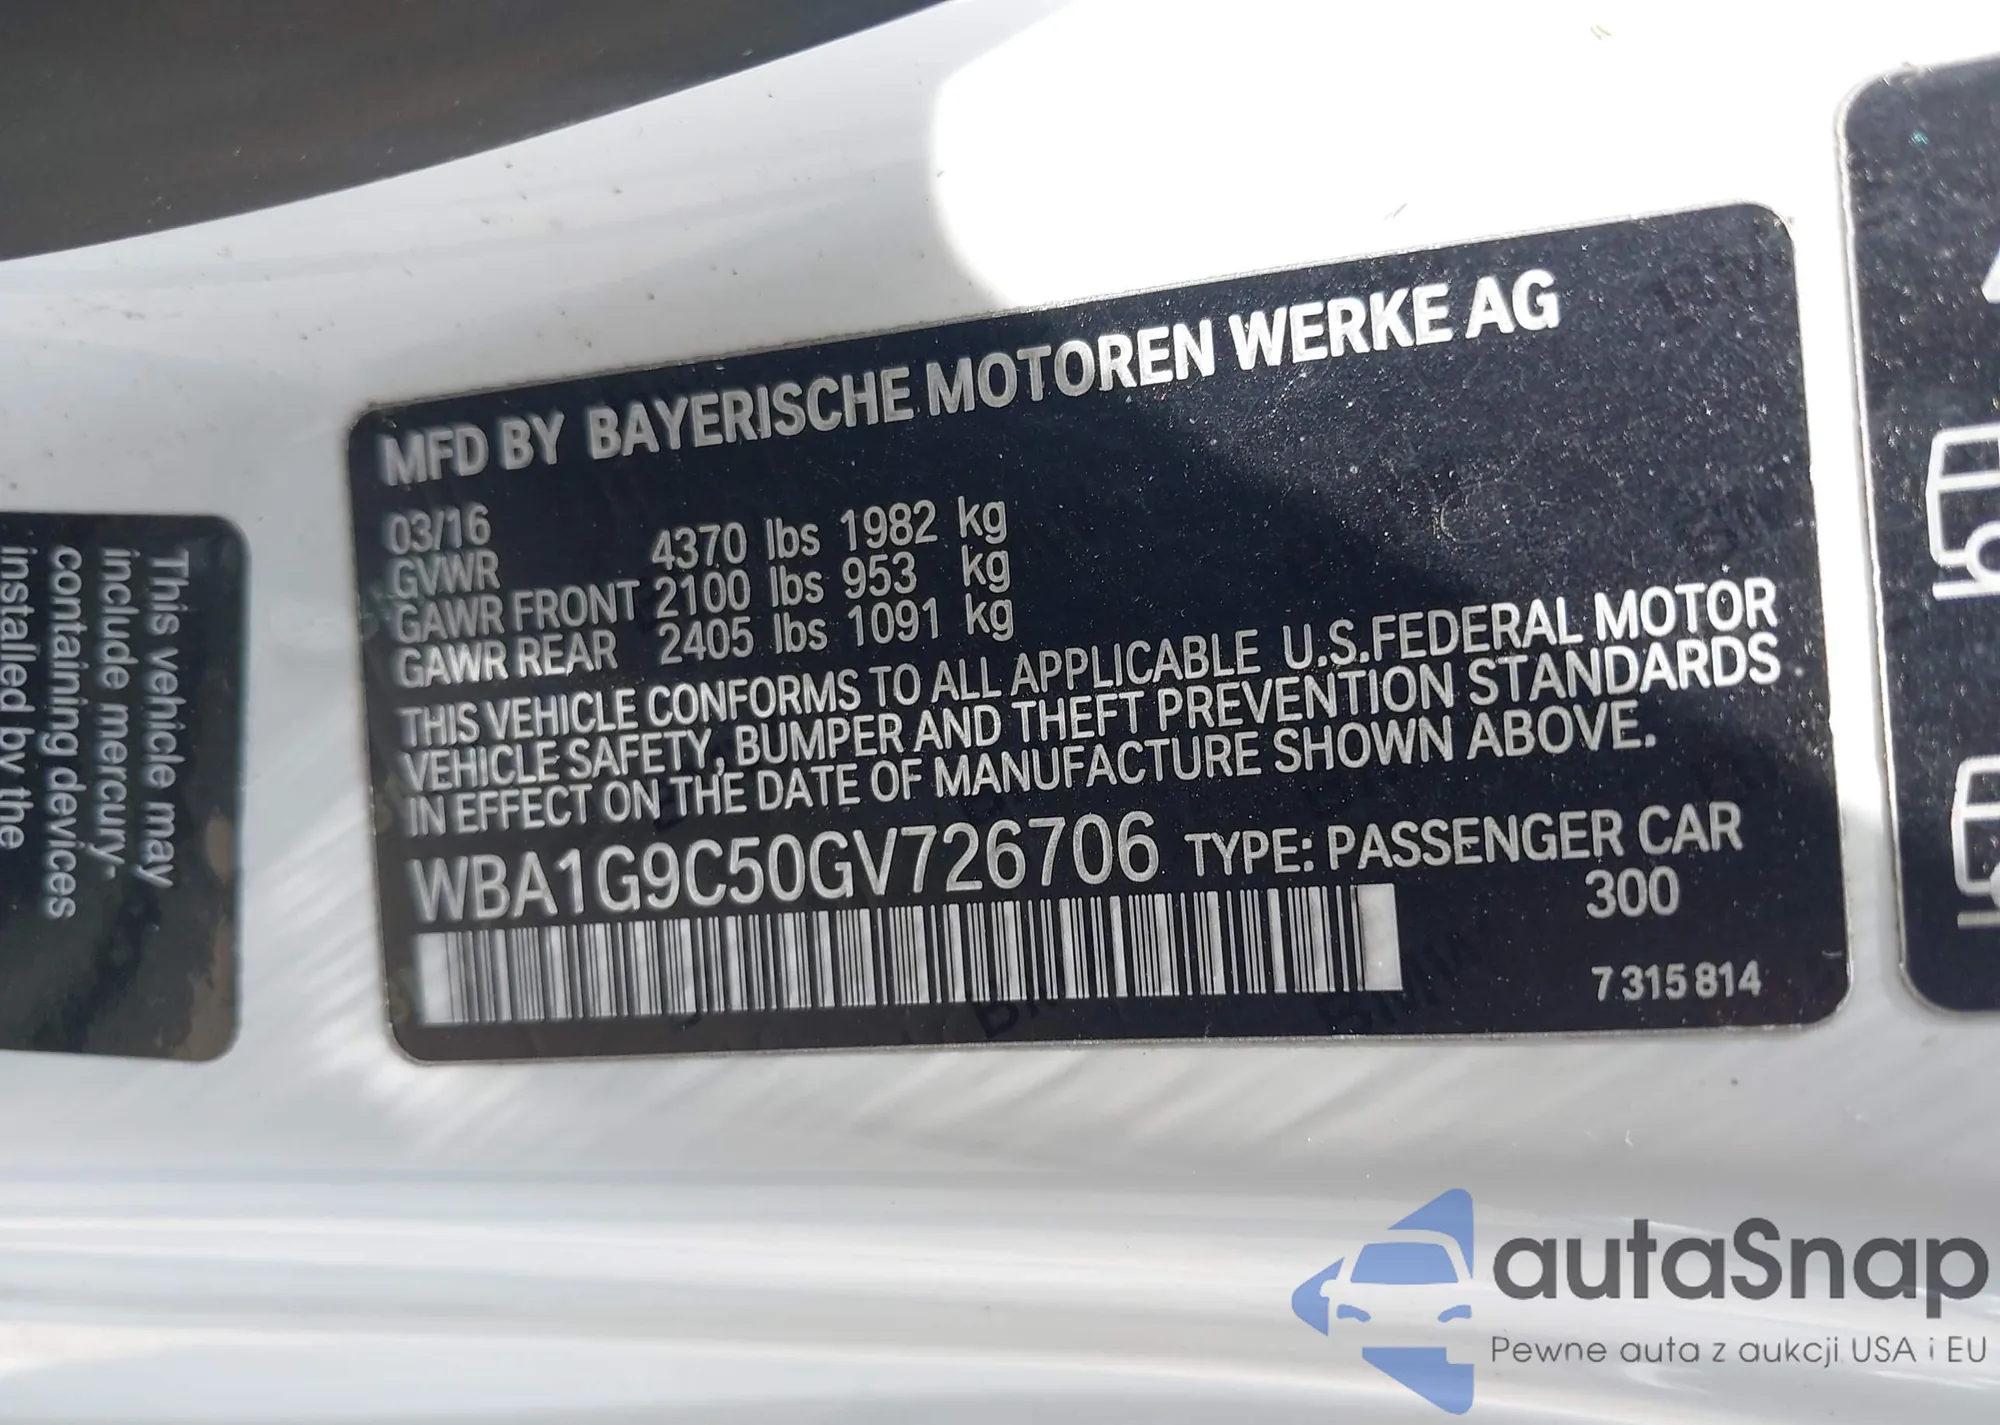 This vehicle may
include mercury-
containing devices
installed by the
MFD BY BAYERISCHE MOTOREN WERKE AG
03/16
GVWR 4370 lbs 1982 kg
GAWR FRONT 2100 lbs 953 kg
GAWR REAR 2405 lbs 1091 kg
THIS VEHICLE CONFORMS TO ALL APPLICABLE U.S.FEDERAL MOTOR
VEHICLE SAFETY, BUMPER AND THEFT PREVENTION STANDARDS
IN EFFECT ON THE DATE OF MANUFACTURE SHOWN ABOVE.
WBA1G9C50GV726706 TYPE: PASSENGER CAR
300
7 315 814
autaSnap
Pewne auta z aukcji USA i EU